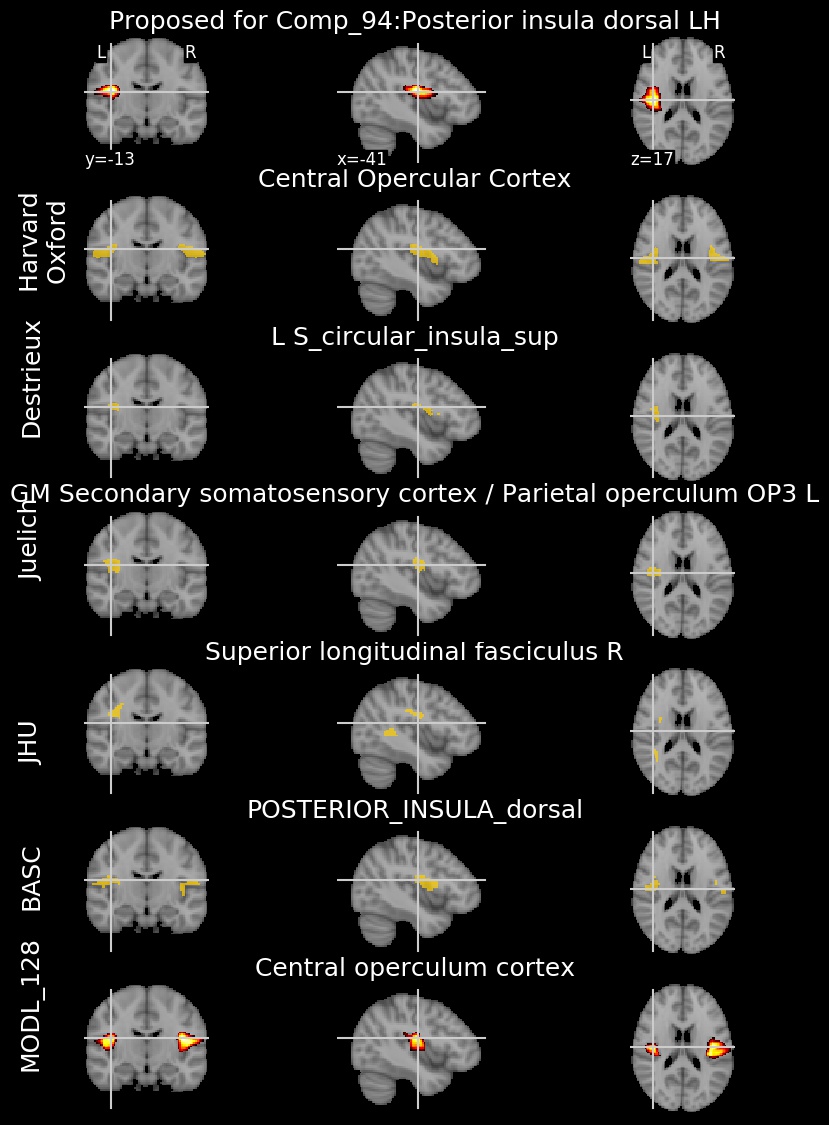 Proposed for Comp_94:Posterior insula dorsal LH
L R L R
y=-13 x=-41 z=17
Central Opercular Cortex
Harvard
Oxford
L S_circular_insula_sup
Destrieux
GM Secondary somatosensory cortex / Parietal operculum OP3 L
Juelich
Superior longitudinal fasciculus R
JHU
POSTERIOR_INSULA_dorsal
BASC
Central operculum cortex
MODL_128